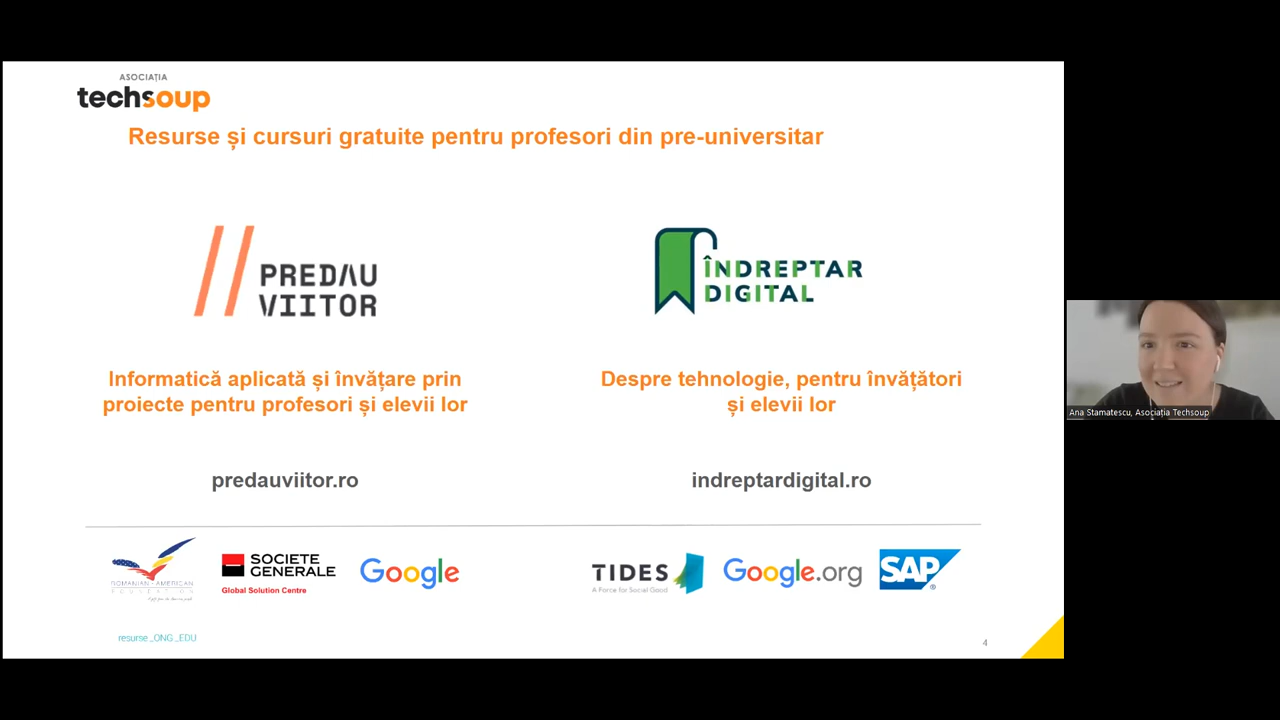 ASOCIAȚIA
techsoup
Resurse și cursuri gratuite pentru profesori din pre-universitar
PREDAU
VIITOR
ÎNDREPTAR
DIGITAL
Informatică aplicată și învățare prin
proiecte pentru profesori și elevii lor
Despre tehnologie, pentru învățători
și elevii lor
predauviitor.ro
indreptardigital.ro
ROMANIAN-AMERICAN
FOUNDATION
SOCIETE
GENERALE
Global Solution Centre
Google
TIDES
A Force for Social Good
Google.org
SAP
®
resurse_ONG_EDU
4
Ana Stamatescu, Asociația Techsoup